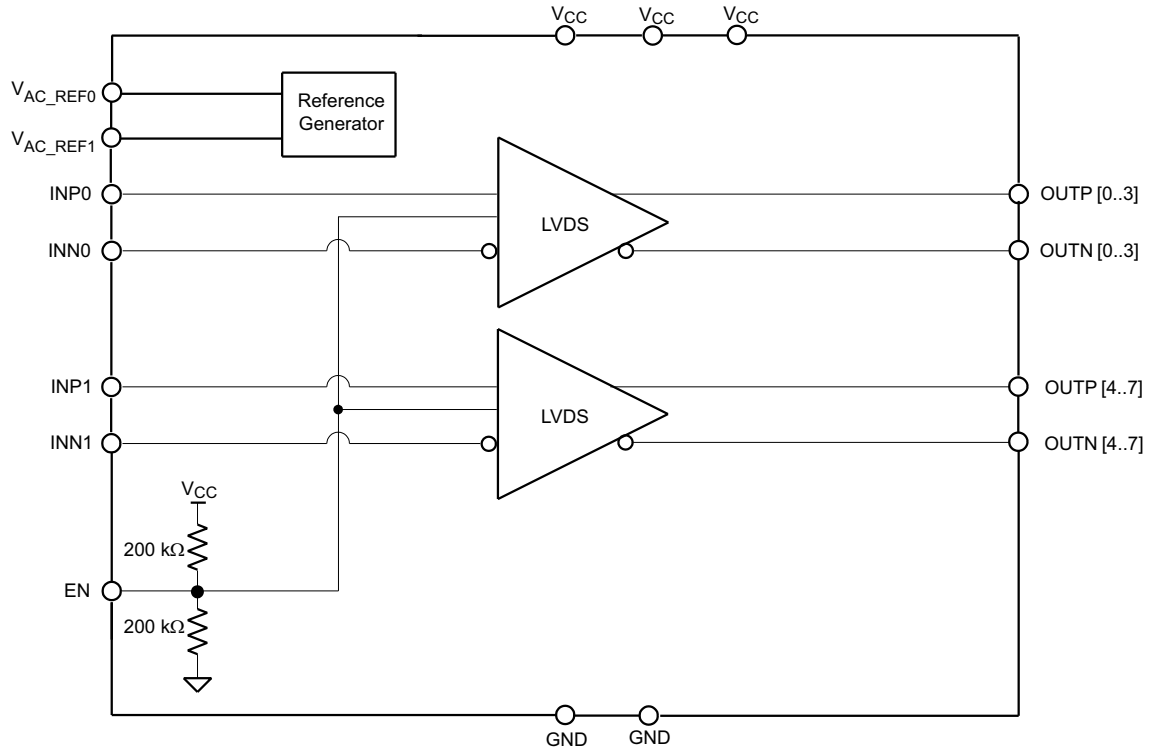 VCC
VCC
VCC
VAC_REF0
VAC_REF1
Reference
Generator
INP0
INN0
LVDS
OUTP [0..3]
OUTN [0..3]
INP1
INN1
LVDS
OUTP [4..7]
OUTN [4..7]
VCC
200 kΩ
EN
200 kΩ
GND
GND